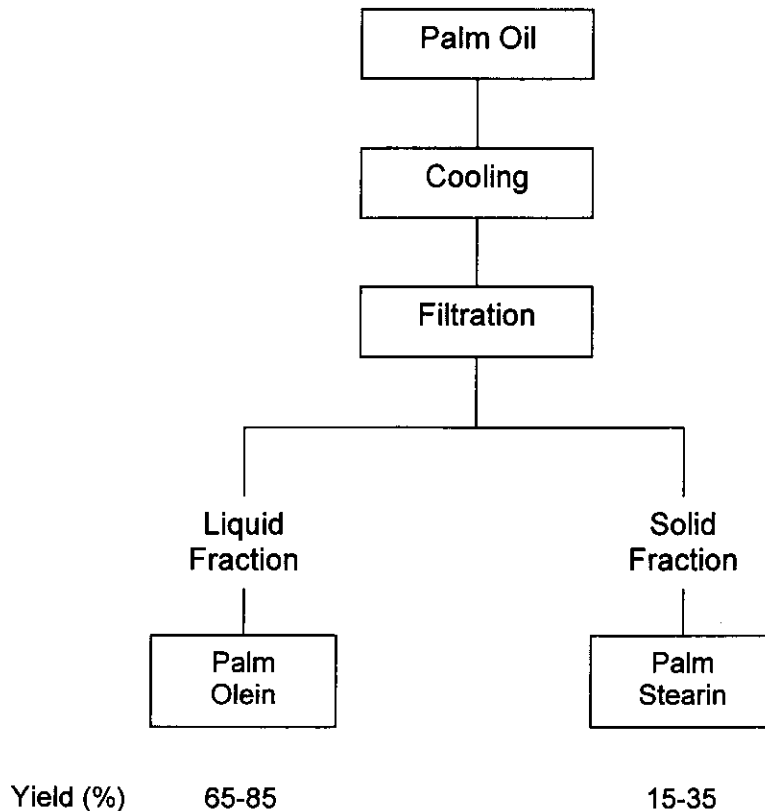 Palm Oil
Cooling
Filtration
Liquid
Fraction
Solid
Fraction
Palm
Olein
Palm
Stearin
Yield (%) 65-85 15-35